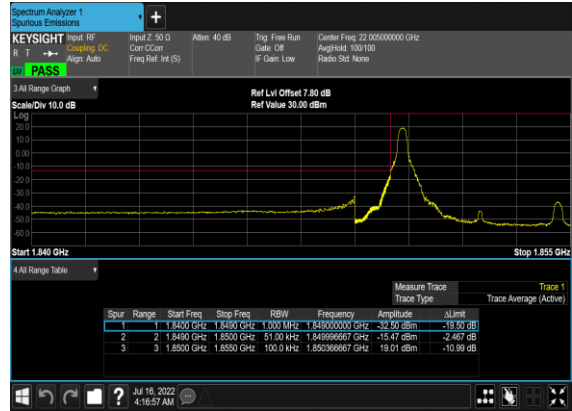 Spectrum Analyzer 1
Spurious Emissions
KEYSIGHT Input: RF Input Z: 50 Ω Atten: 40 dB Trig: Free Run Center Freq: 22.005000000 GHz
R T Coupling: DC Corr CCorr Gate: Off Avg|Hold: 100/100
Align: Auto Freq Ref: Int (S) IF Gain: Low Radio Std: None
PASS
3 All Range Graph Ref Lvl Offset 7.80 dB
Scale/Div 10.0 dB Ref Value 30.00 dBm
Log
20.0
10.0
0.00
-10.0
-20.0
-30.0
-40.0
-50.0
-60.0
Start 1.840 GHz Stop 1.855 GHz
4 All Range Table
Measure Trace Trace 1
Trace Type Trace Average (Active)
Spur Range Start Freq Stop Freq RBW Frequency Amplitude ΔLimit
1 1 1.8400 GHz 1.8490 GHz 1.000 MHz 1.849000000 GHz -32.50 dBm -19.50 dB
2 2 1.8490 GHz 1.8500 GHz 51.00 kHz 1.849996667 GHz -15.47 dBm -2.467 dB
3 3 1.8500 GHz 1.8550 GHz 100.0 kHz 1.850366667 GHz 19.01 dBm -10.99 dB
? Jul 16, 2022
4:16:57 AM